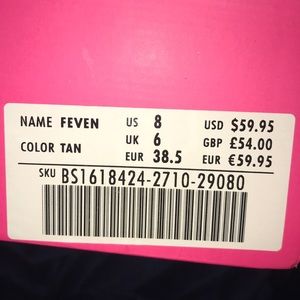 NAME FEVEN US 8 USD $59.95
COLOR TAN UK 6 GBP £54.00
EUR 38.5 EUR €59.95
SKU BS1618424-2710-29080